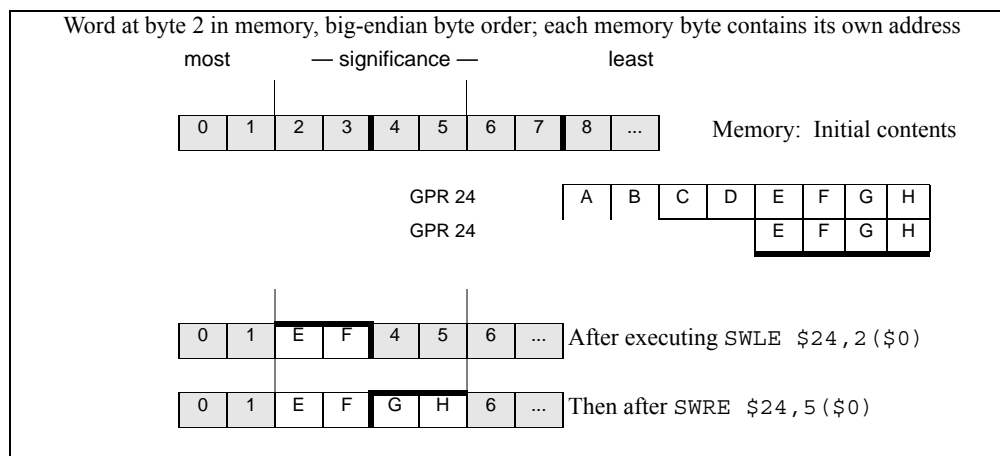 Word at byte 2 in memory, big-endian byte order; each memory byte contains its own address
most — significance — least
0 1 2 3 4 5 6 7 8 ... Memory: Initial contents
GPR 24 A B C D E F G H
GPR 24 E F G H
0 1 E F 4 5 6 ... After executing SWLE $24,2($0)
0 1 E F G H 6 ... Then after SWRE $24,5($0)